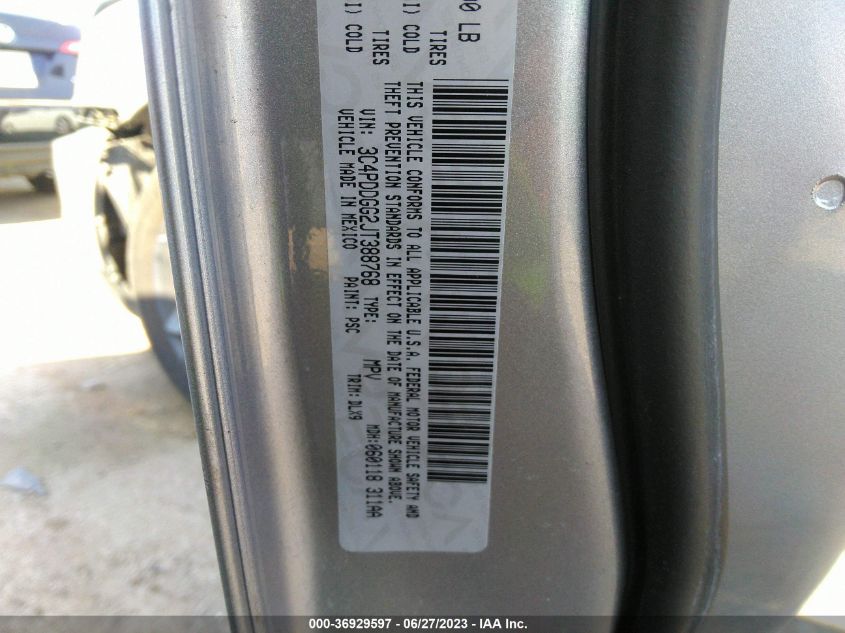 00 LB
TIRES
I) COLD
TIRES
I) COLD
THIS VEHICLE CONFORMS TO ALL APPLICABLE U.S.A. FEDERAL MOTOR VEHICLE SAFETY AND
THEFT PREVENTION STANDARDS IN EFFECT ON THE DATE OF MANUFACTURE SHOWN ABOVE.
VIN: 3C4PDDGG2JT388768 TYPE: MPV MDH:060118 311AA
VEHICLE MADE IN MEXICO PAINT: PSC TRIM: DLX9
000-36929597 - 06/27/2023 - IAA Inc.